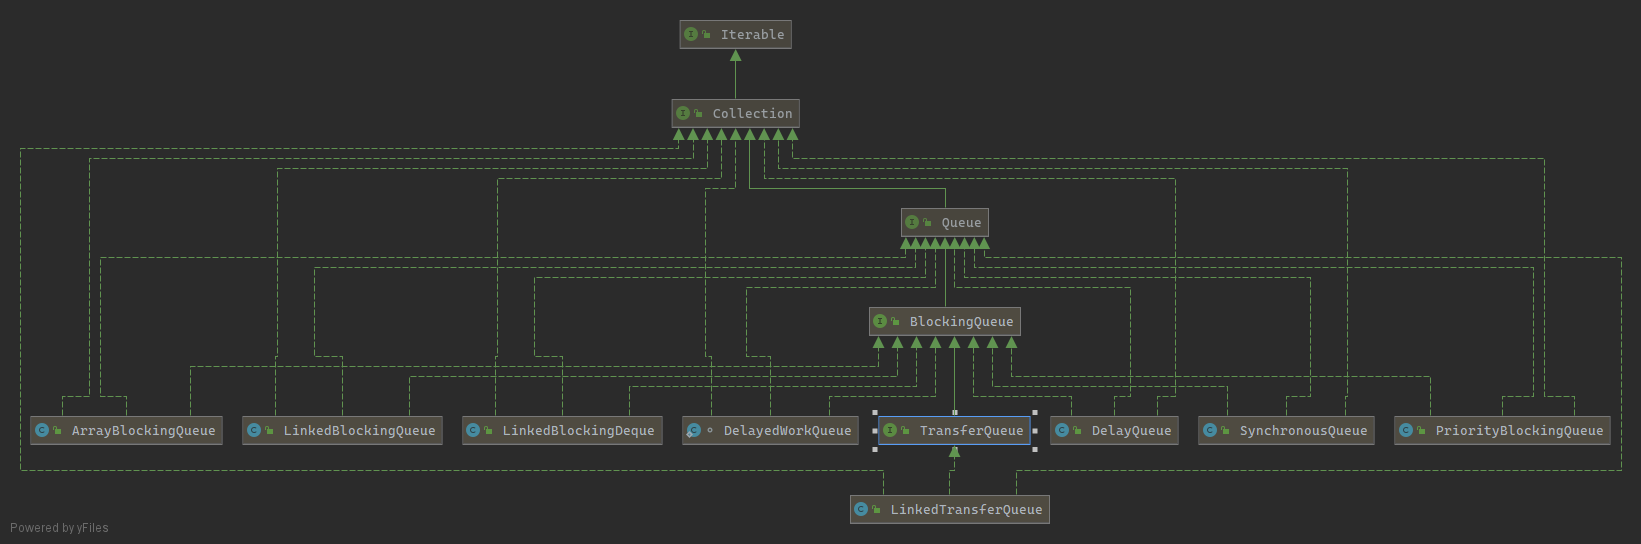 Iterable
Collection
Queue
BlockingQueue
ArrayBlockingQueue
LinkedBlockingQueue
LinkedBlockingDeque
DelayedWorkQueue
TransferQueue
DelayQueue
SynchronousQueue
PriorityBlockingQueue
LinkedTransferQueue
Powered by yFiles